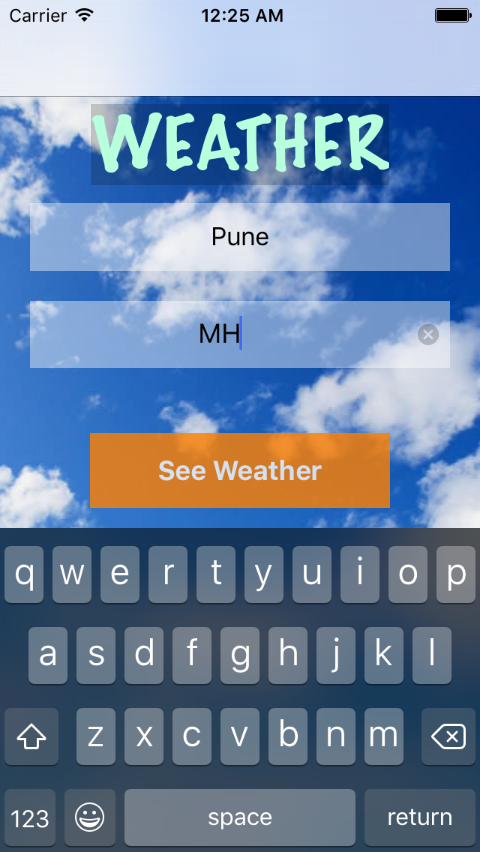 Carrier 12:25 AM
WEATHER
Pune
MH
See Weather
q w e r t y u i o p
a s d f g h j k l
z x c v b n m
123 space return